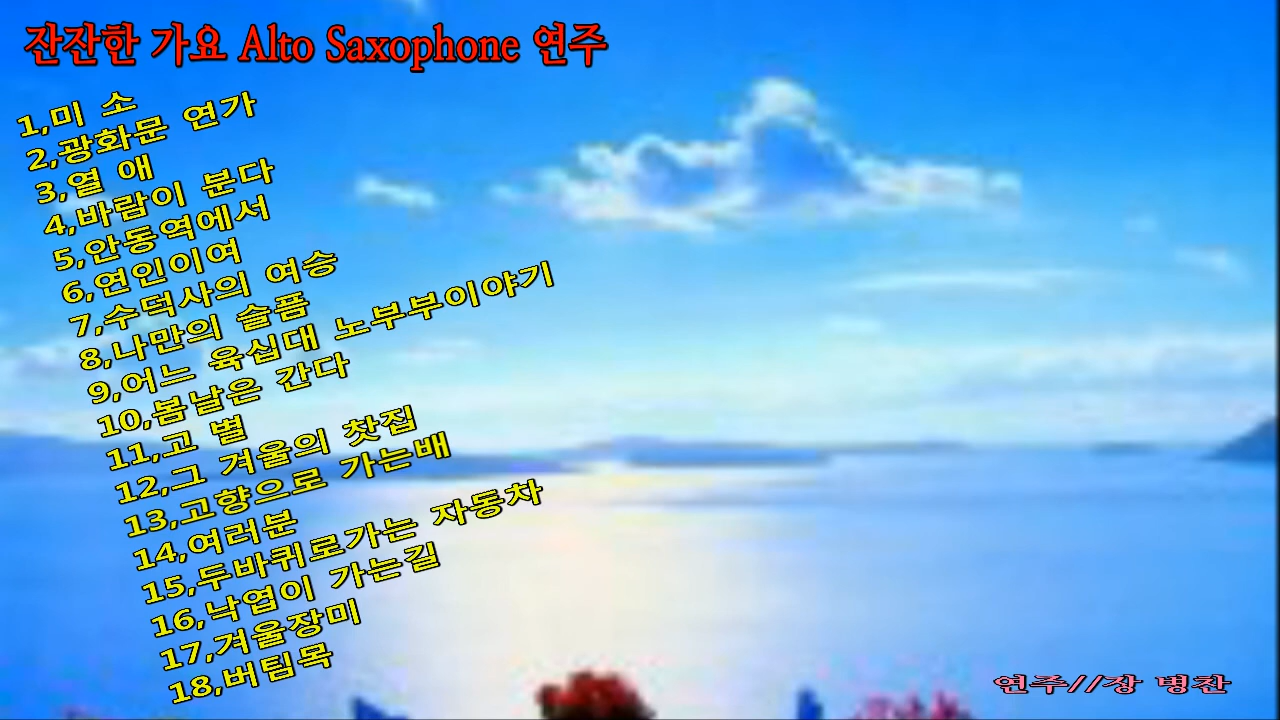 잔잔한 가요 Alto Saxophone 연주
1,미 소
2,광화문 연가
3,열 애
4,바람이 분다
5,안동역에서
6,연인이여
7,수덕사의 여승
8,나만의 슬픔
9,어느 육십대 노부부이야기
10,봄날은 간다
11,고 별
12,그 겨울의 찻집
13,고향으로 가는배
14,여러분
15,두바퀴로가는 자동차
16,낙엽이 가는길
17,겨울장미
18,버팀목
연주//장 병찬